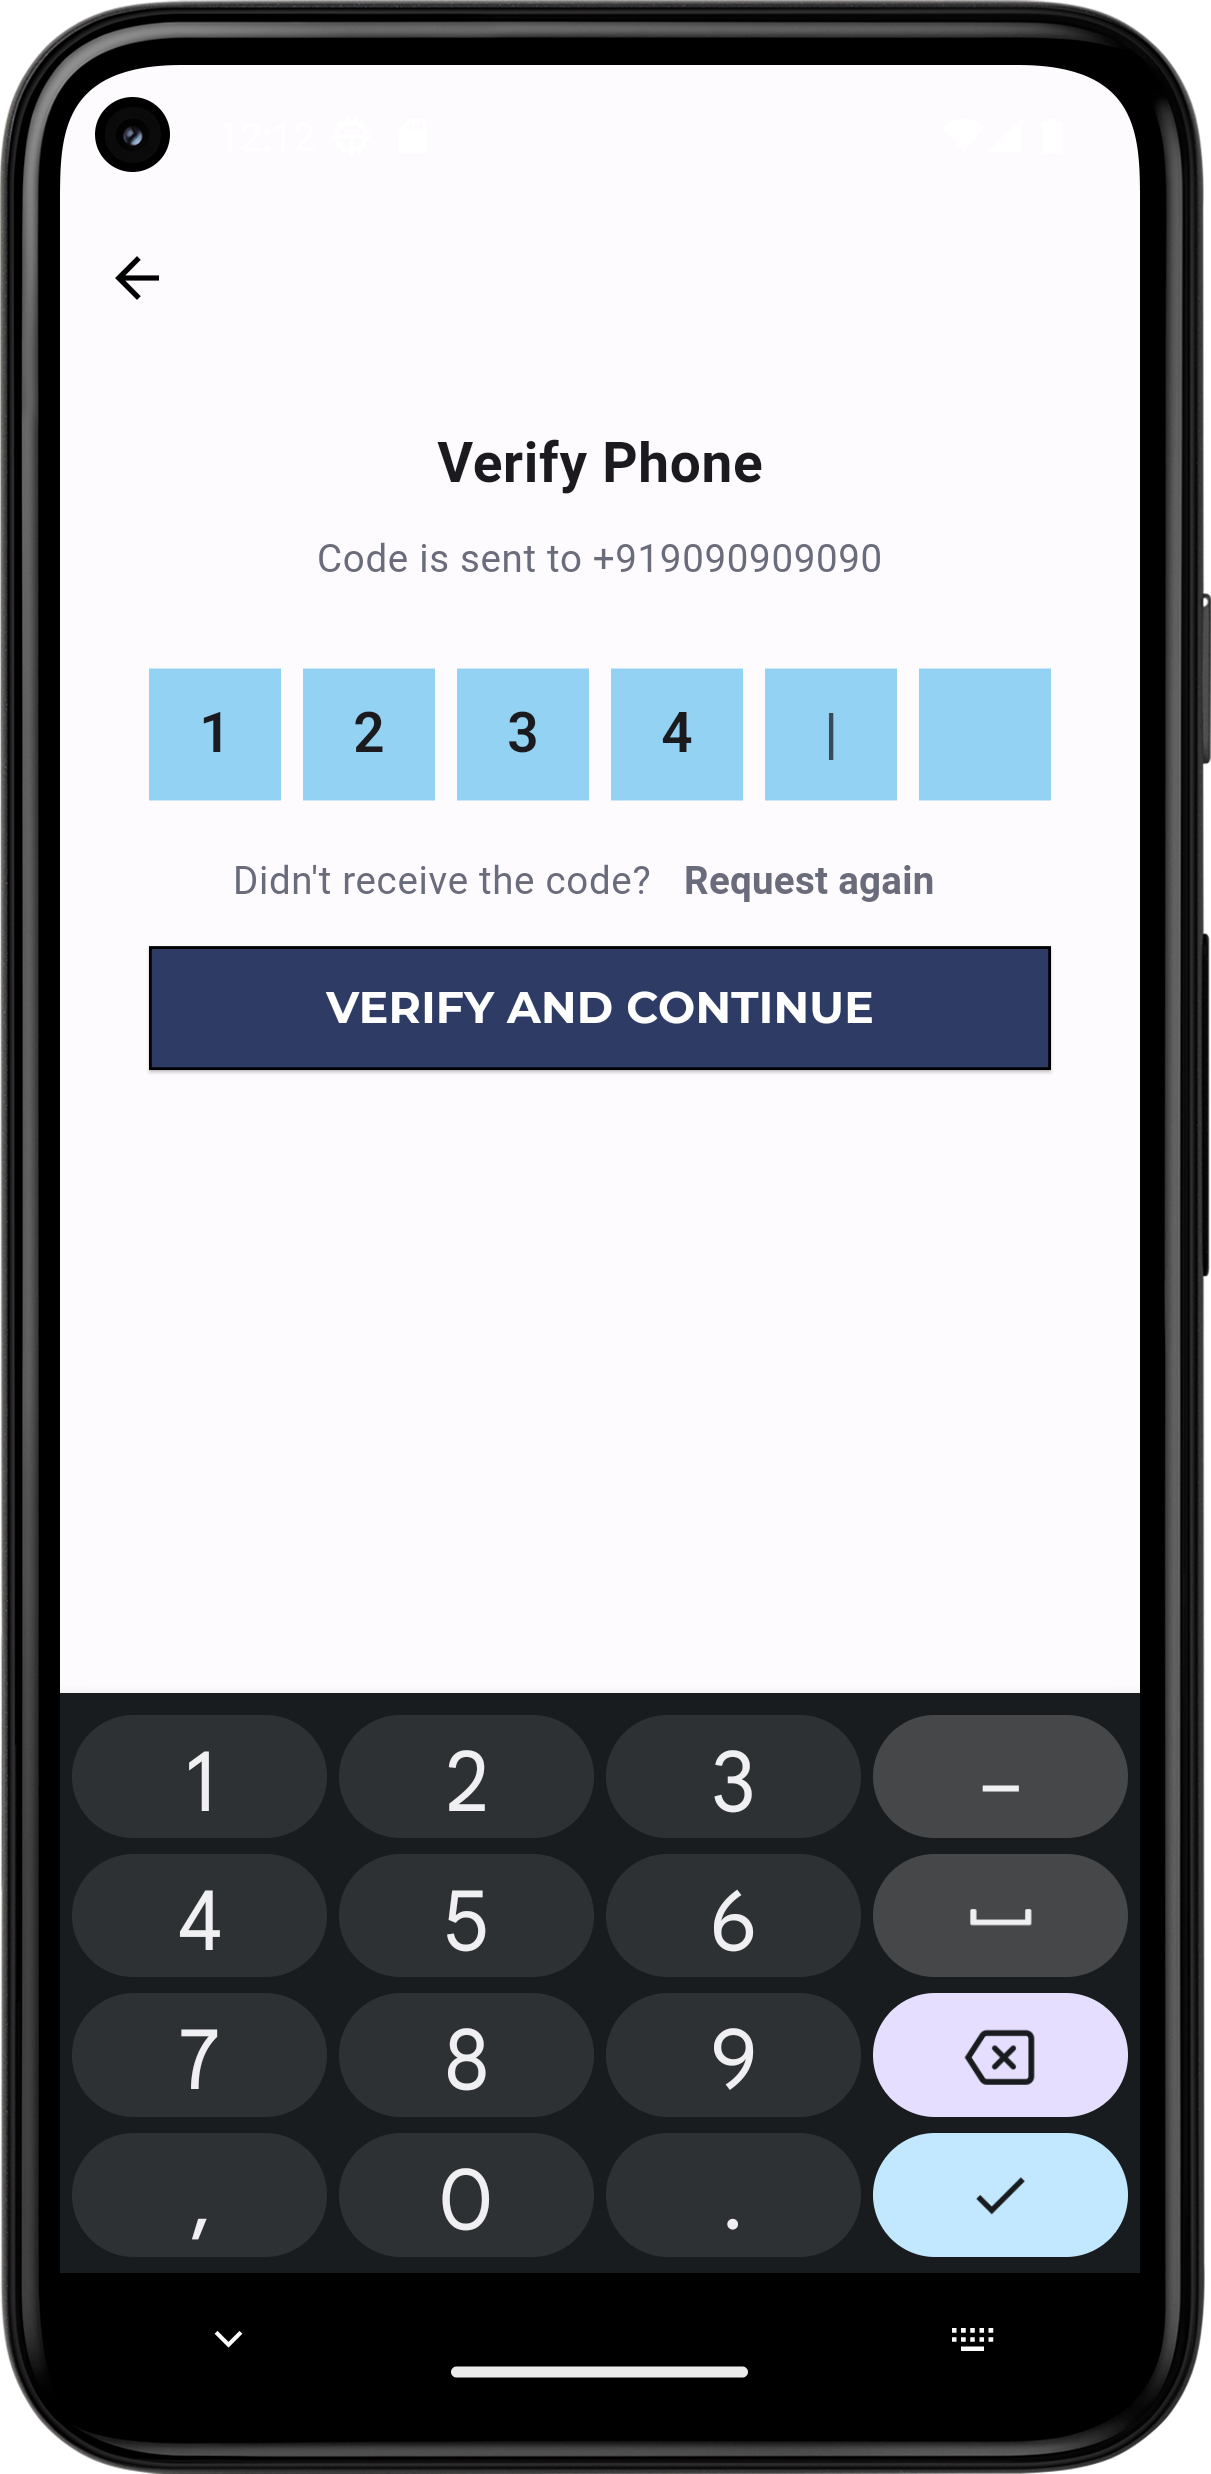 12:12
Verify Phone
Code is sent to +919090909090
1 2 3 4
Didn't receive the code? Request again
VERIFY AND CONTINUE
1 2 3 –
4 5 6
7 8 9
, 0 .